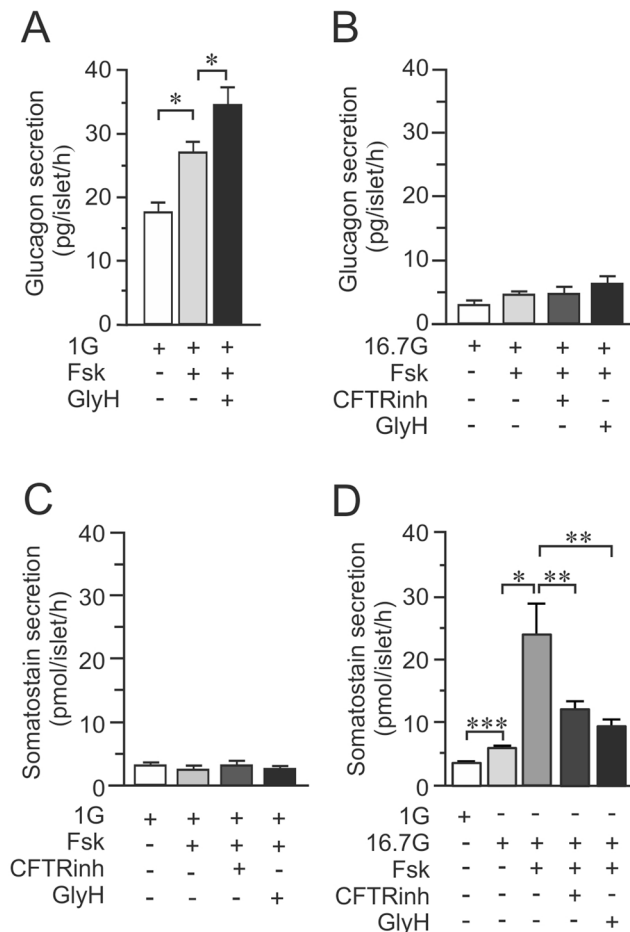 A
Glucagon secretion
(pg/islet/h)
40
30
20
10
0
*
*
1G + + +
Fsk - + +
GlyH - - +
B
Glucagon secretion
(pg/islet/h)
40
30
20
10
0
16.7G + + + +
Fsk - + + +
CFTRinh - - + -
GlyH - - - +
C
Somatostain secretion
(pmol/islet/h)
40
30
20
10
0
1G + + + +
Fsk - + + +
CFTRinh - - + -
GlyH - - - +
D
Somatostain secretion
(pmol/islet/h)
40
30
20
10
0
***
*
**
**
1G + - - - -
16.7G - + + + +
Fsk - - + + +
CFTRinh - - - + -
GlyH - - - - +